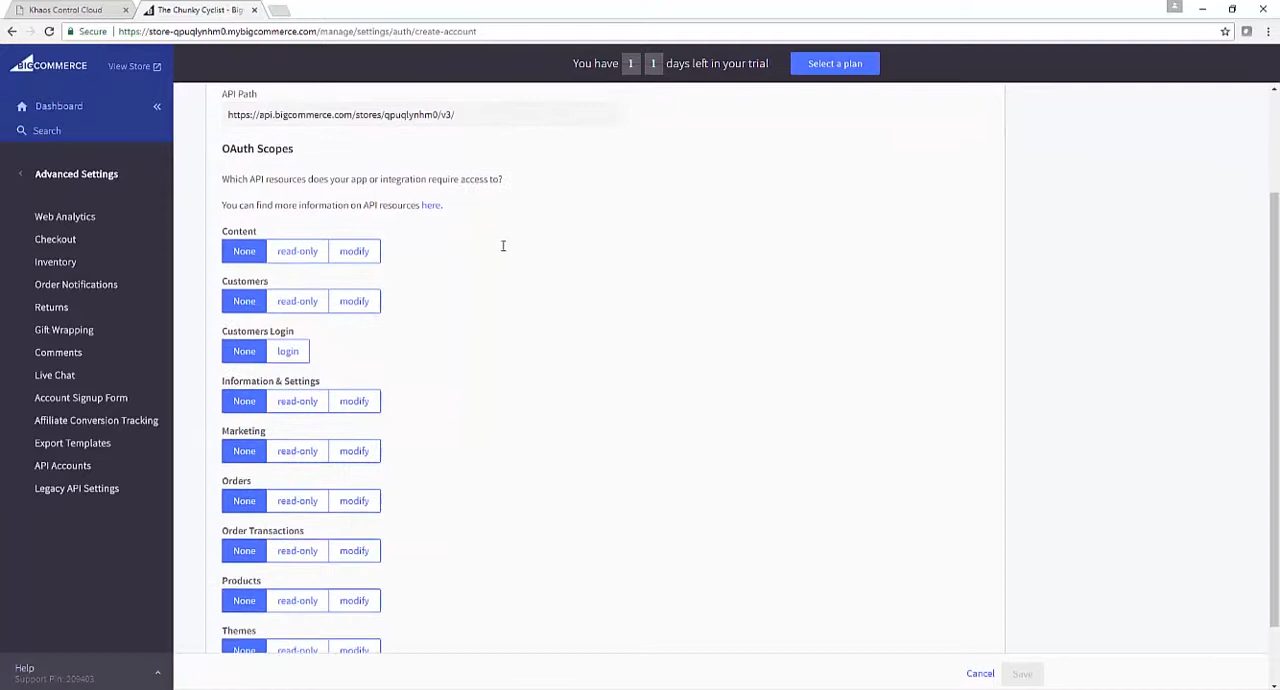 Khaos Control Cloud
The Chunky Cyclist - Big
Secure https://store-qpuqlynhm0.mybigcommerce.com/manage/settings/auth/create-account
BIGCOMMERCE
View Store
You have 1 1 days left in your trial
Select a plan
Dashboard
Search
Advanced Settings
Web Analytics
Checkout
Inventory
Order Notifications
Returns
Gift Wrapping
Comments
Live Chat
Account Signup Form
Affiliate Conversion Tracking
Export Templates
API Accounts
Legacy API Settings
Help
Support Pin: 209403
API Path
https://api.bigcommerce.com/stores/qpuqlynhm0/v3/
OAuth Scopes
Which API resources does your app or integration require access to?
You can find more information on API resources here.
Content
None read-only modify
Customers
None read-only modify
Customers Login
None login
Information & Settings
None read-only modify
Marketing
None read-only modify
Orders
None read-only modify
Order Transactions
None read-only modify
Products
None read-only modify
Themes
None read-only modify
Cancel Save